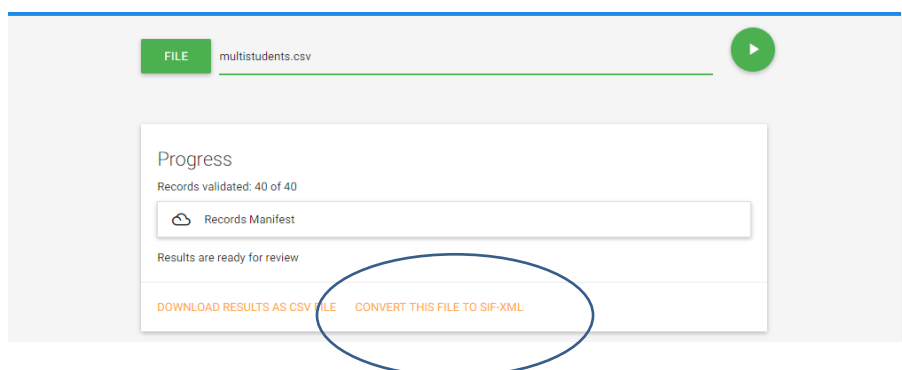 FILE multistudents.csv
Progress
Records validated: 40 of 40
Records Manifest
Results are ready for review
DOWNLOAD RESULTS AS CSV FILE CONVERT THIS FILE TO SIF-XML